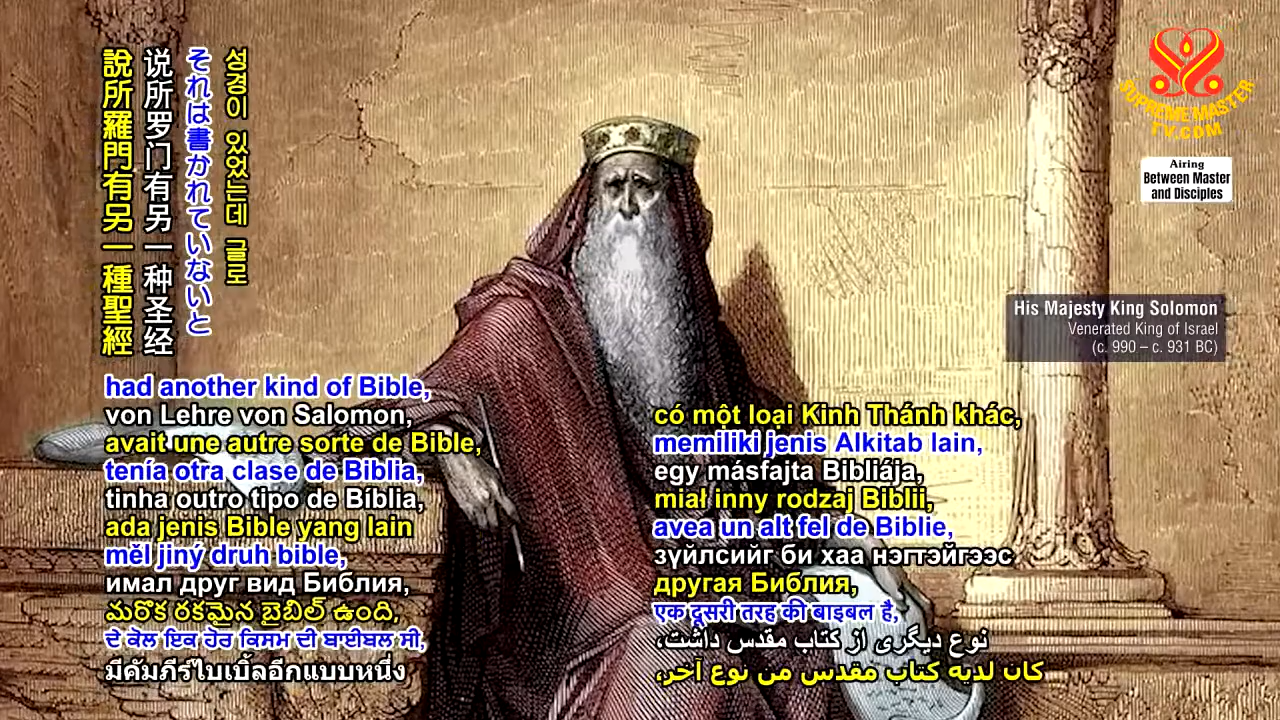 說所羅門有另一種聖經
说所罗门有另一种圣经
それは書かれていないと
성경이 있었는데 글로
had another kind of Bible,
von Lehre von Salomon,
avait une autre sorte de Bible,
tenía otra clase de Biblia,
tinha outro tipo de Bíblia,
ada jenis Bible yang lain
měl jiný druh bible,
имал друг вид Библия,
మరొక రకమైన బైబిల్ ఉంది,
ਦੇ ਕੋਲ ਇਕ ਹੋਰ ਕਿਸਮ ਦੀ ਬਾਈਬਲ ਸੀ,
มีคัมภีร์ไบเบิ้ลอีกแบบหนึ่ง
có một loại Kinh Thánh khác,
memiliki jenis Alkitab lain,
egy másfajta Bibliája,
miał inny rodzaj Biblii,
avea un alt fel de Biblie,
зүйлсийг би хаа нэгтэйгээс
другая Библия,
एक दूसरी तरह की बाइबल है,
نوع دیگری از کتاب مقدس داشت،
كان لديه كتاب مقدس من نوع آخر،
SUPREME MASTER
TV.COM
Airing
Between Master
and Disciples
His Majesty King Solomon
Venerated King of Israel
(c. 990 – c. 931 BC)